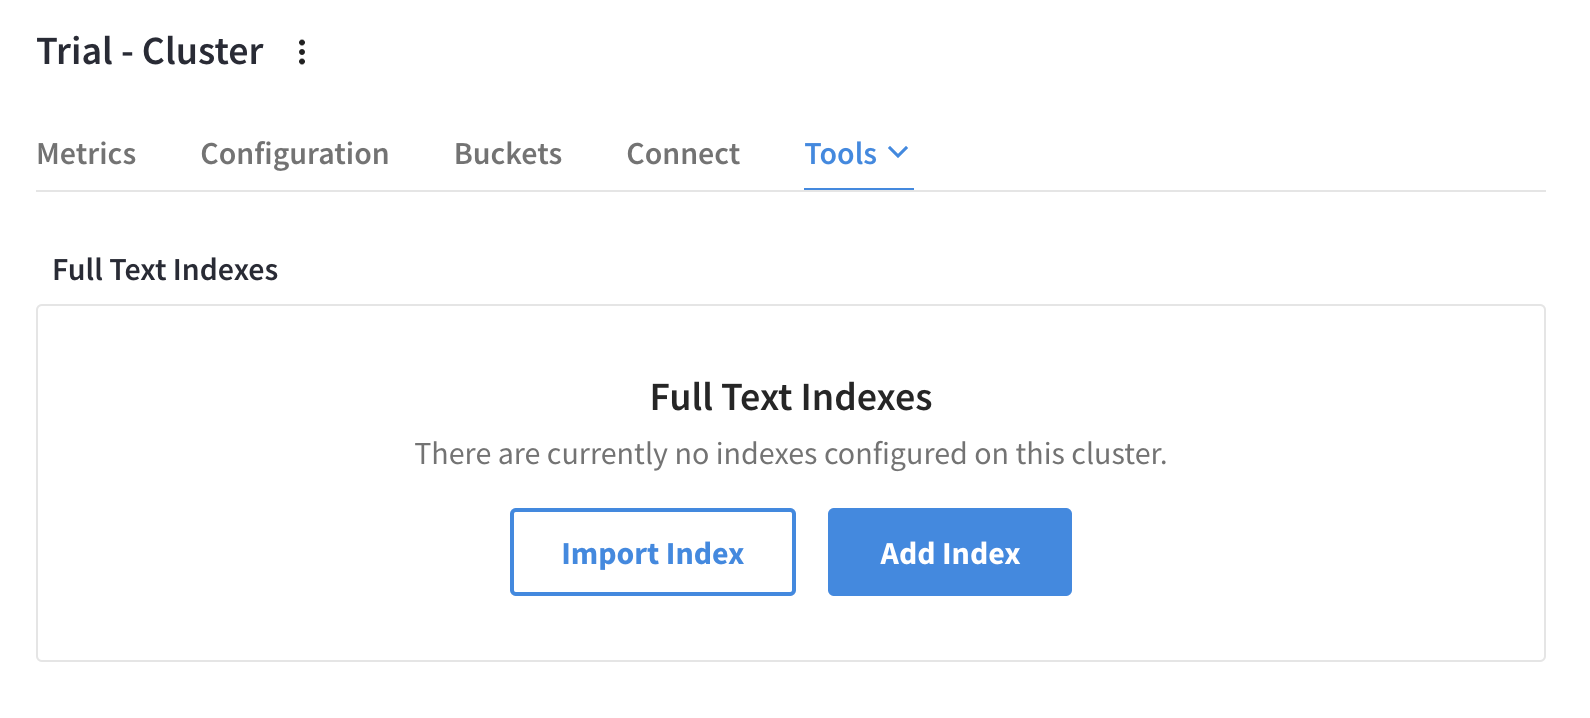 Trial - Cluster
Metrics Configuration Buckets Connect Tools
Full Text Indexes
Full Text Indexes
There are currently no indexes configured on this cluster.
Import Index Add Index